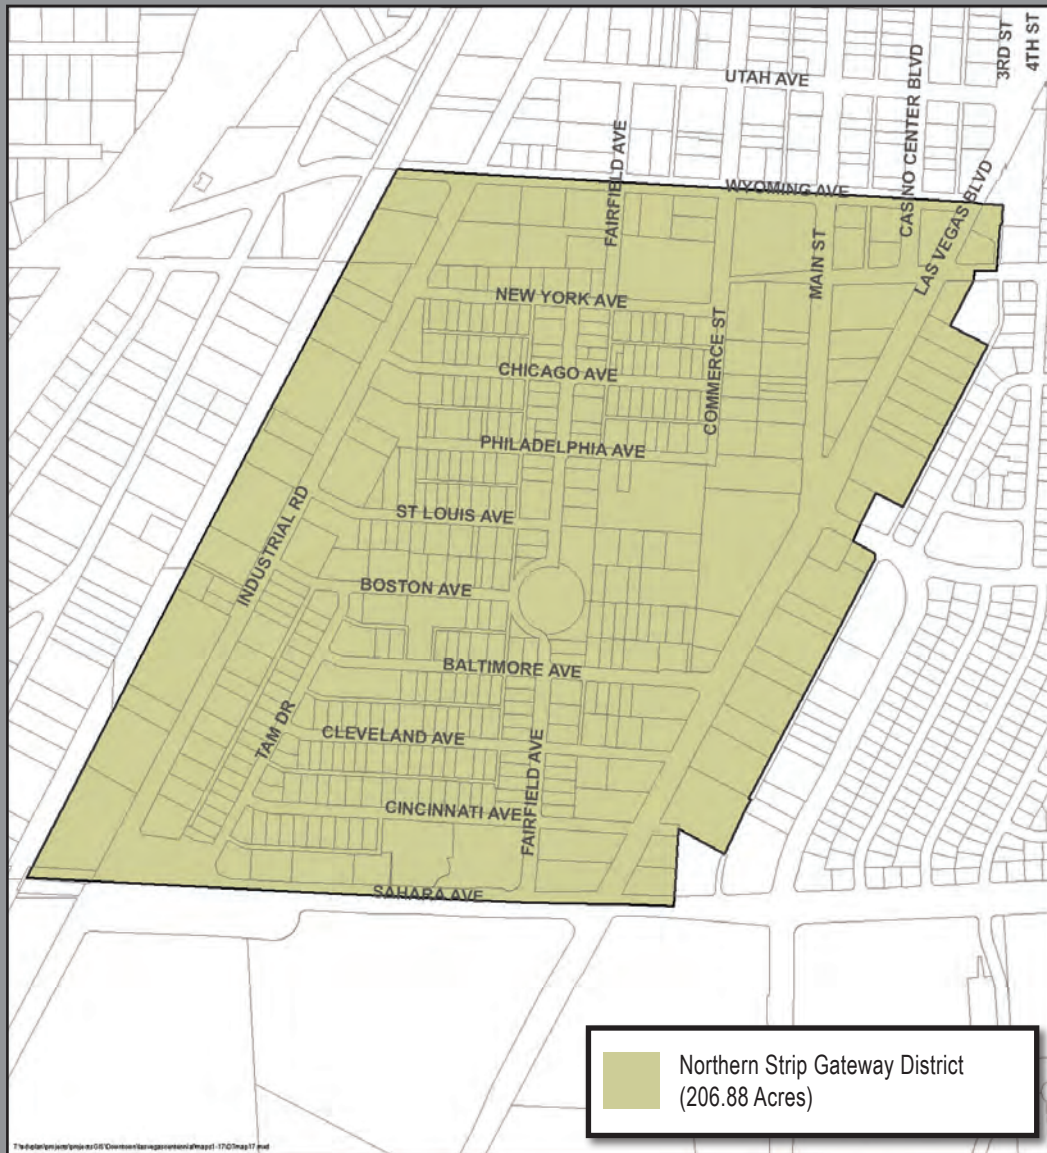 3RD ST
4TH ST
UTAH AVE
CASINO CENTER BLVD
FAIRFIELD AVE
WYOMING AVE
LAS VEGAS BLVD
MAIN ST
NEW YORK AVE
COMMERCE ST
CHICAGO AVE
PHILADELPHIA AVE
INDUSTRIAL RD
ST LOUIS AVE
BOSTON AVE
BALTIMORE AVE
TAM DR
CLEVELAND AVE
FAIRFIELD AVE
CINCINNATI AVE
SAHARA AVE
Northern Strip Gateway District
(206.88 Acres)